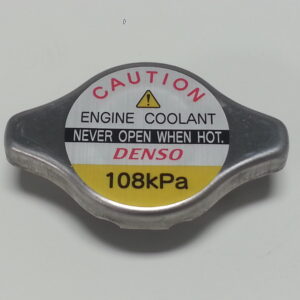 CAUTION
ENGINE COOLANT
NEVER OPEN WHEN HOT.
DENSO
108kPa